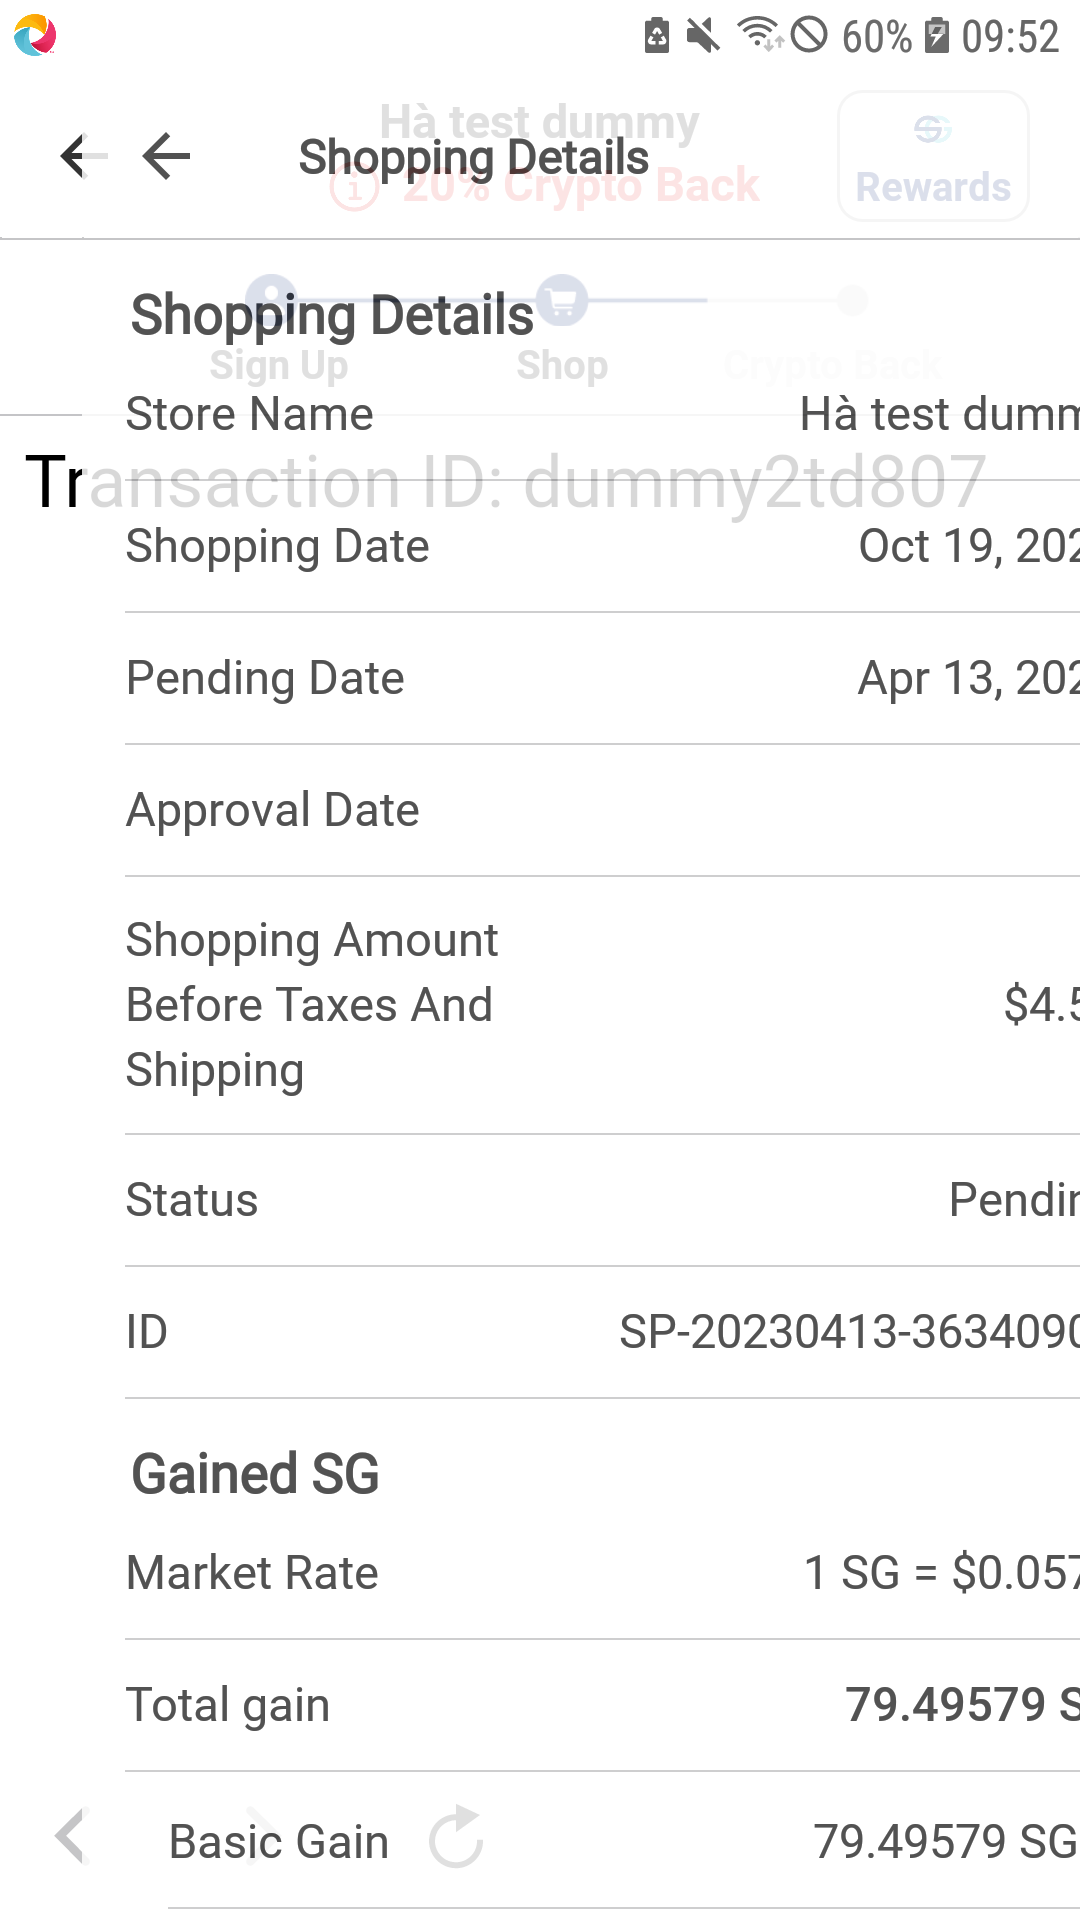 60% 09:52
Hà test dummy
Shopping Details
20% Crypto Back
Rewards
Shopping Details
Sign Up Shop Crypto Back
Store Name Hà test dumm
Transaction ID: dummy2td807
Shopping Date Oct 19, 202
Pending Date Apr 13, 202
Approval Date
Shopping Amount
Before Taxes And $4.5
Shipping
Status Pendin
ID SP-20230413-3634090
Gained SG
Market Rate 1 SG = $0.057
Total gain 79.49579 S
Basic Gain 79.49579 SG